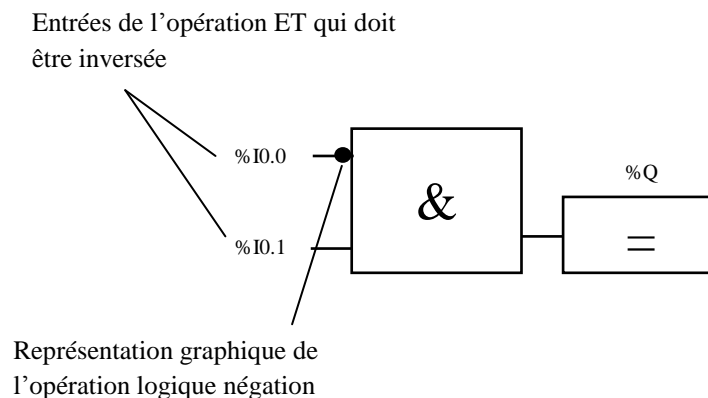 Entrées de l’opération ET qui doit
être inversée
%I0.0
%Q
&
%I0.1
=
Représentation graphique de
l’opération logique négation